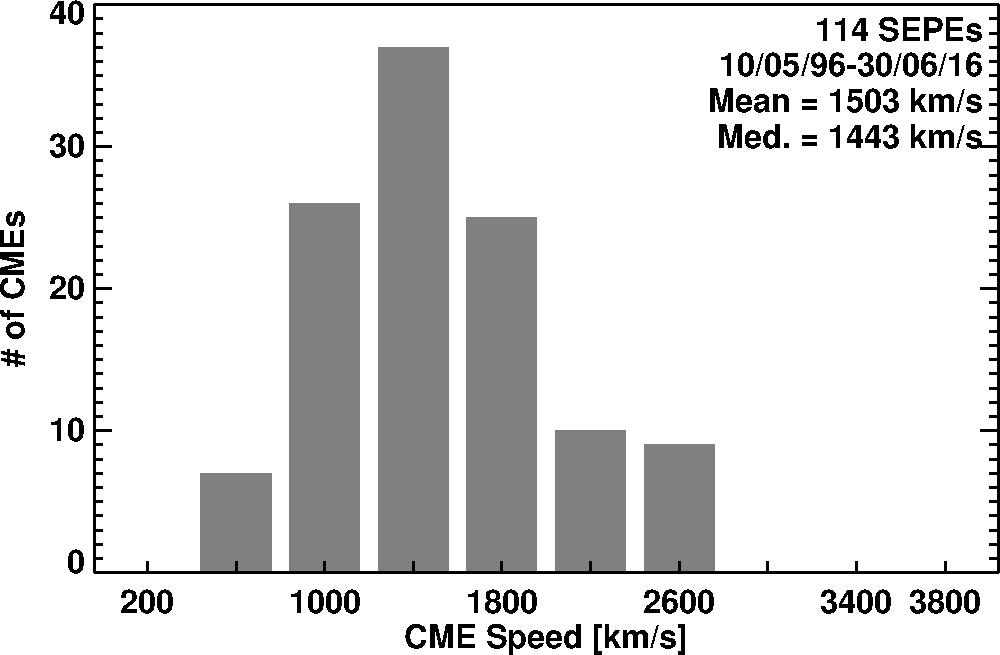 114 SEPEs
10/05/96-30/06/16
Mean = 1503 km/s
Med. = 1443 km/s
# of CMEs
40
30
20
10
0
200 1000 1800 2600 3400 3800
CME Speed [km/s]